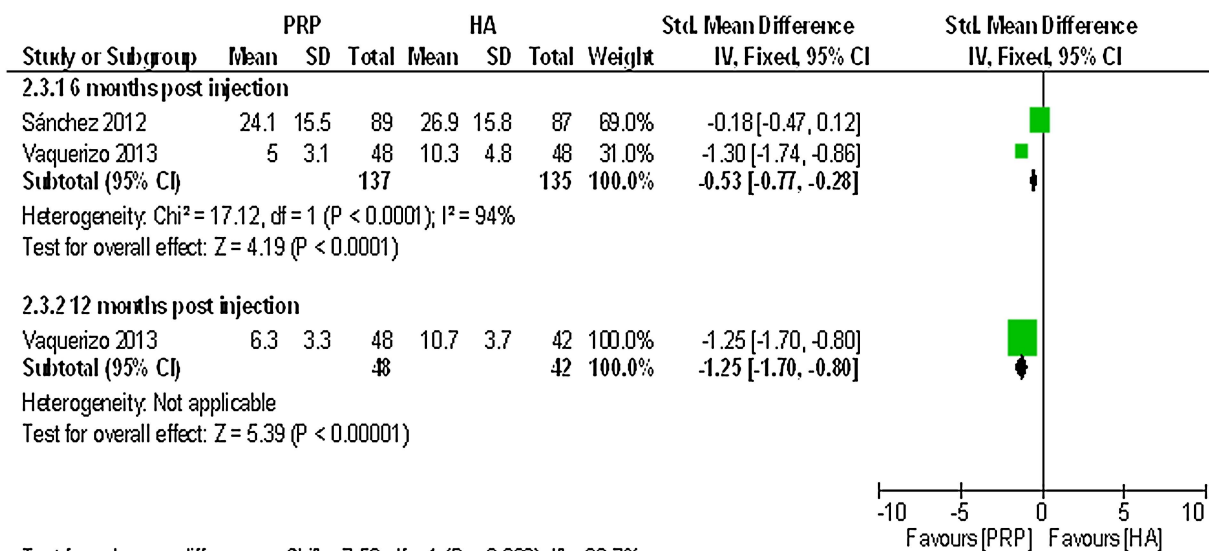 PRP HA Std. Mean Difference Std. Mean Difference
Study or Subgroup Mean SD Total Mean SD Total Weight IV, Fixed, 95% CI IV, Fixed, 95% CI
2.3.1 6 months post injection
Sánchez 2012 24.1 15.5 89 26.9 15.8 87 69.0% -0.18 [-0.47, 0.12]
Vaquerizo 2013 5 3.1 48 10.3 4.8 48 31.0% -1.30 [-1.74, -0.86]
Subtotal (95% CI) 137 135 100.0% -0.53 [-0.77, -0.28]
Heterogeneity: Chi² = 17.12, df = 1 (P < 0.0001); I² = 94%
Test for overall effect: Z = 4.19 (P < 0.0001)
2.3.2 12 months post injection
Vaquerizo 2013 6.3 3.3 48 10.7 3.7 42 100.0% -1.25 [-1.70, -0.80]
Subtotal (95% CI) 48 42 100.0% -1.25 [-1.70, -0.80]
Heterogeneity: Not applicable
Test for overall effect: Z = 5.39 (P < 0.00001)
-10 -5 0 5 10
Favours [PRP] Favours [HA]